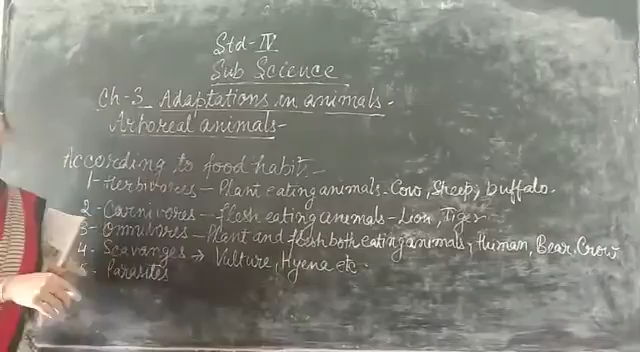 Std-IV
Sub Science
Ch-3 Adaptations in animals.
Arboreal animals-
According to food habit-
1- Herbivores - Plant eating animals - Cow, Sheep, buffalo.
2- Carnivores - flesh eating animals - Lion, Tiger
3- Omnivores - Plant and flesh both eating animals, Human, Bear, Crow
4- Scavanges → Vulture, Hyena etc.
5- Parasites